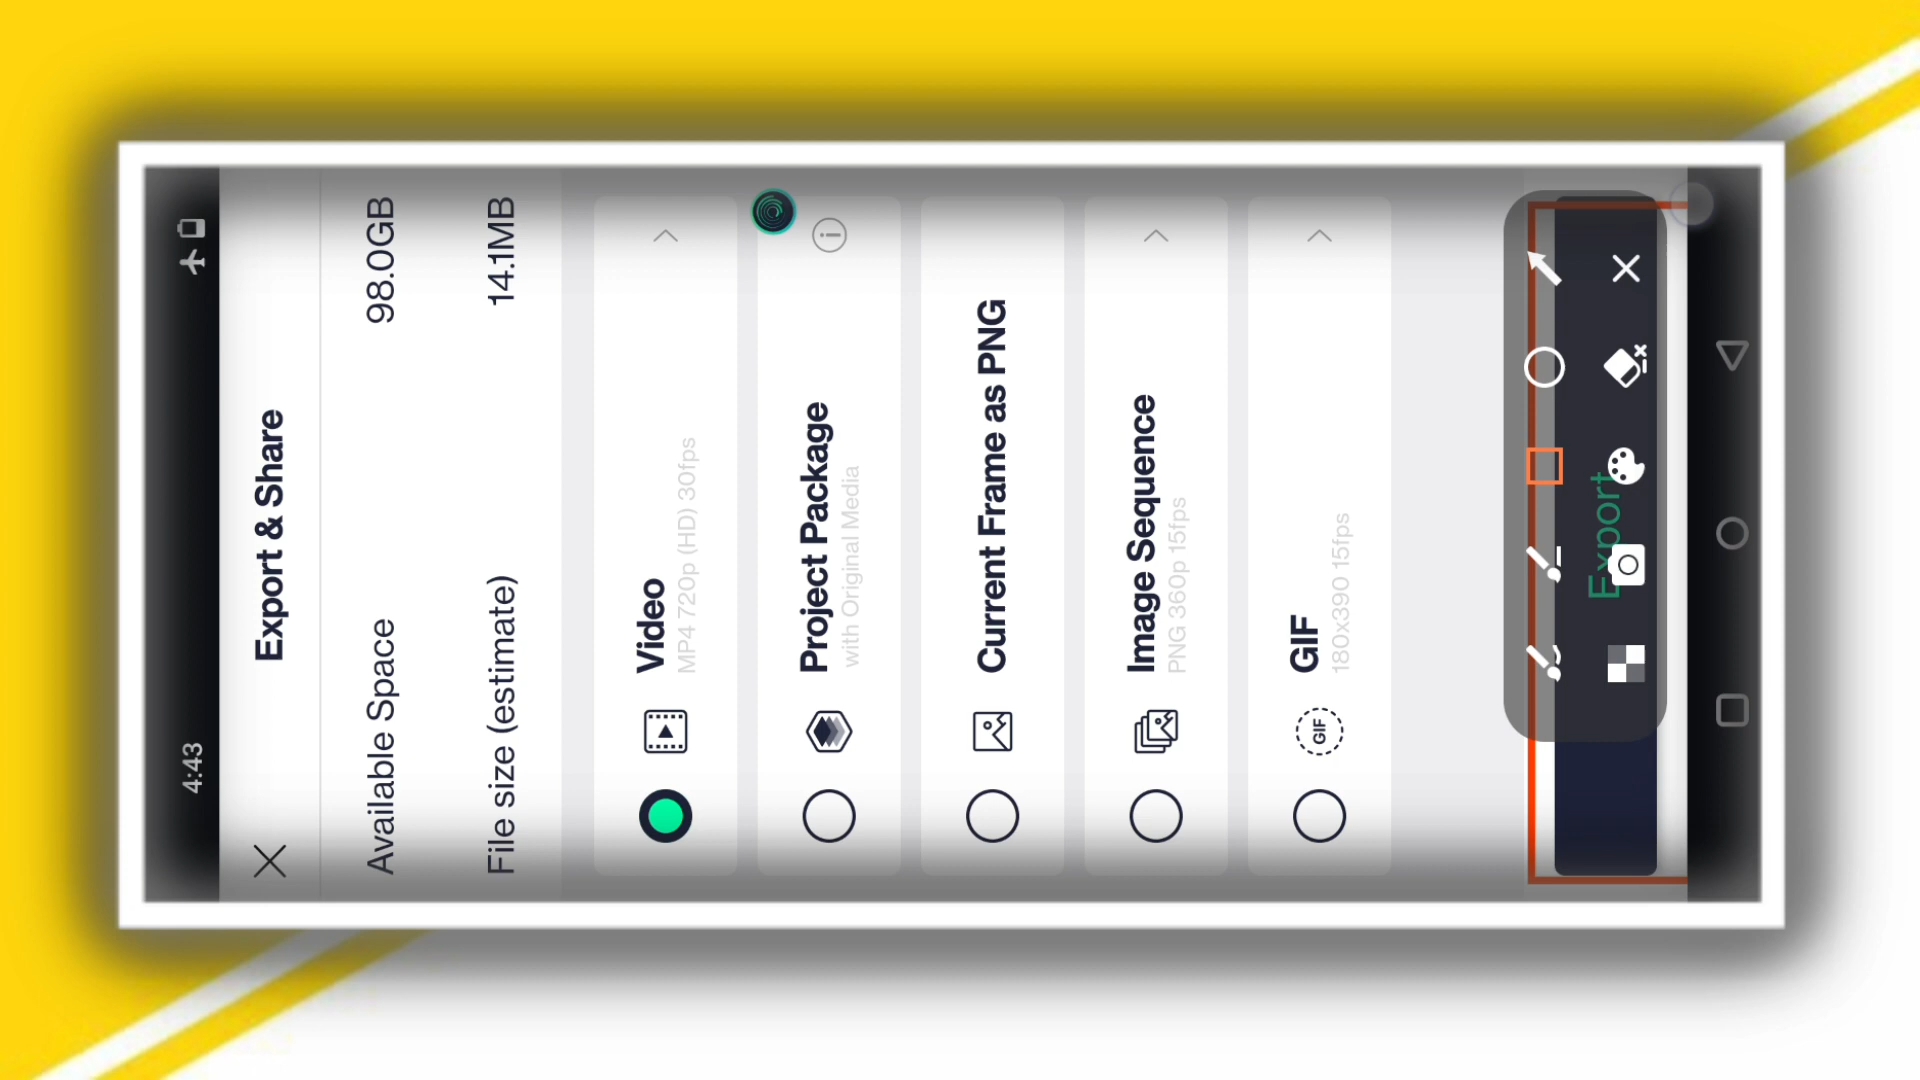 4:43
Export & Share
Available Space 98.0GB
File size (estimate) 14.1MB
Video
MP4 720p (HD) 30fps
Project Package
with Original Media
Current Frame as PNG
Image Sequence
PNG 360p 15fps
GIF
GIF
180x390 15fps
Export